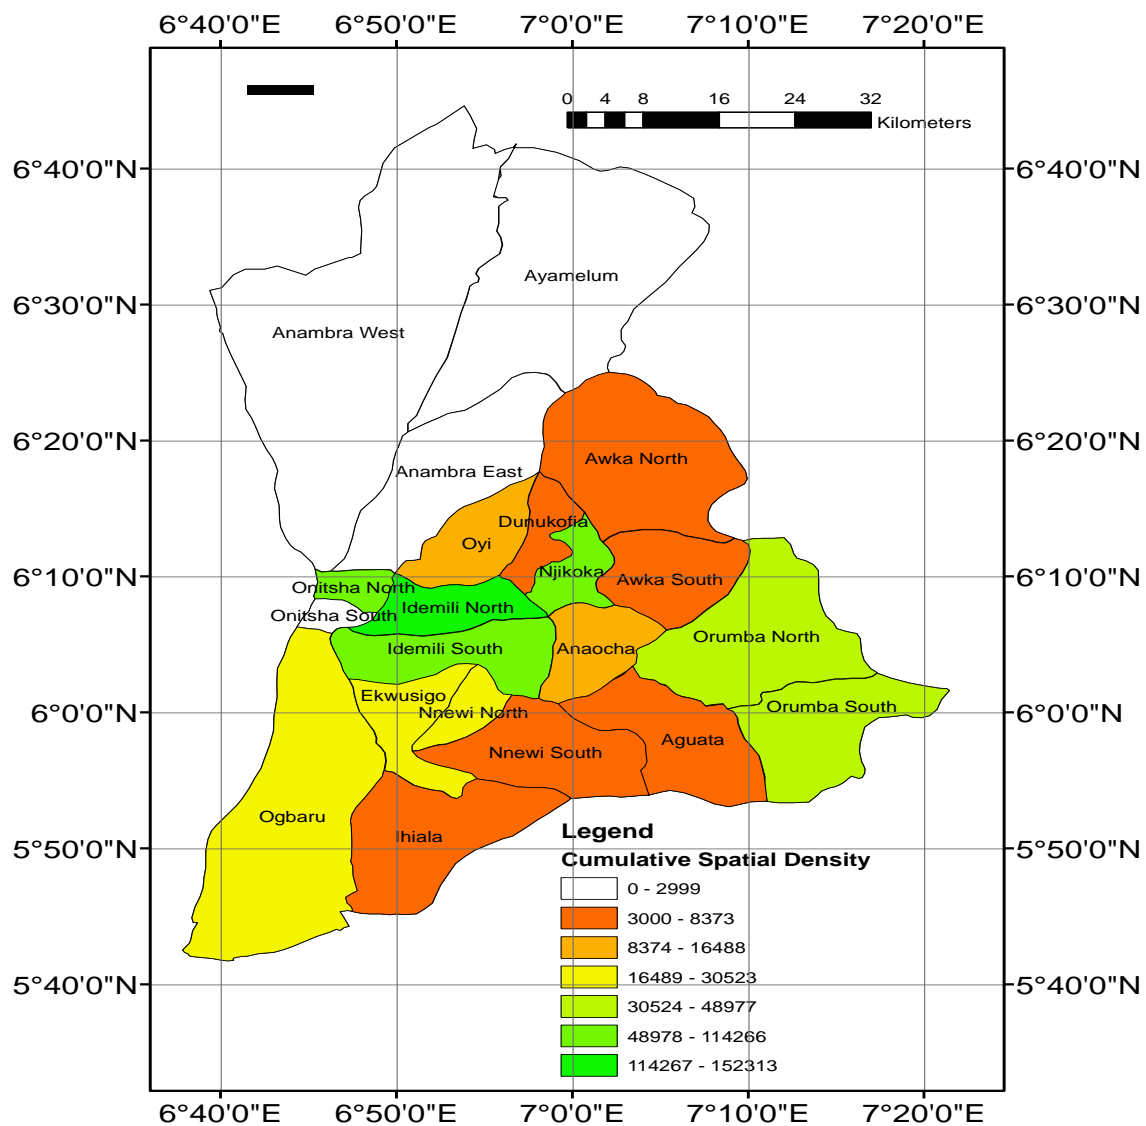 6°40'0"E 6°50'0"E 7°0'0"E 7°10'0"E 7°20'0"E
0 4 8 16 24 32
Kilometers
6°40'0"N 6°40'0"N
Ayamelum
6°30'0"N 6°30'0"N
Anambra West
6°20'0"N 6°20'0"N
Awka North
Anambra East
Dunukofia
Oyi
Njikoka
6°10'0"N 6°10'0"N
Awka South
Onitsha North
Idemili North
Onitsha South
Orumba North
Idemili South
Anaocha
Ekwusigo
Orumba South
6°0'0"N 6°0'0"N
Nnewi North
Aguata
Nnewi South
Ogbaru
Ihiala
Legend
5°50'0"N 5°50'0"N
Cumulative Spatial Density
0 - 2999
3000 - 8373
8374 - 16488
16489 - 30523
5°40'0"N 5°40'0"N
30524 - 48977
48978 - 114266
114267 - 152313
6°40'0"E 6°50'0"E 7°0'0"E 7°10'0"E 7°20'0"E